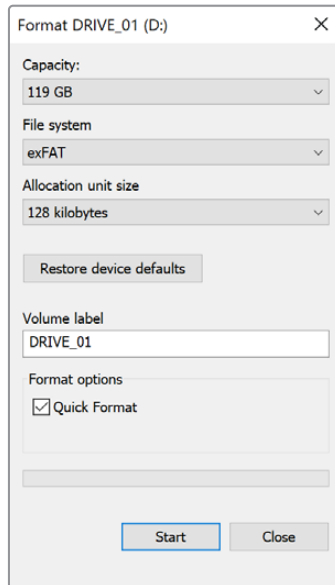 Format DRIVE_01 (D:)
Capacity:
119 GB
File system
exFAT
Allocation unit size
128 kilobytes
Restore device defaults
Volume label
DRIVE_01
Format options
Quick Format
Start Close